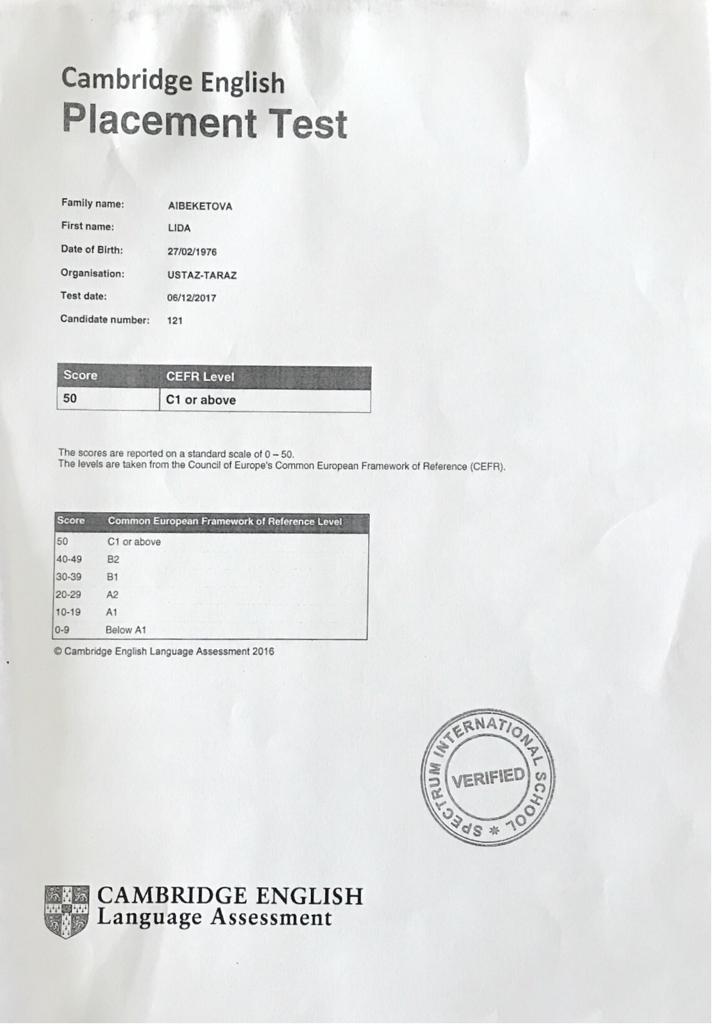 Cambridge English
Placement Test
Family name: AIBEKETOVA
First name: LIDA
Date of Birth: 27/02/1976
Organisation: USTAZ-TARAZ
Test date: 06/12/2017
Candidate number: 121
Score CEFR Level
50 C1 or above
The scores are reported on a standard scale of 0 – 50.
The levels are taken from the Council of Europe's Common European Framework of Reference (CEFR).
Score Common European Framework of Reference Level
50 C1 or above
40-49 B2
30-39 B1
20-29 A2
10-19 A1
0-9 Below A1
© Cambridge English Language Assessment 2016
SPECTRUM INTERNATIONAL SCHOOL *
VERIFIED
CAMBRIDGE ENGLISH
Language Assessment